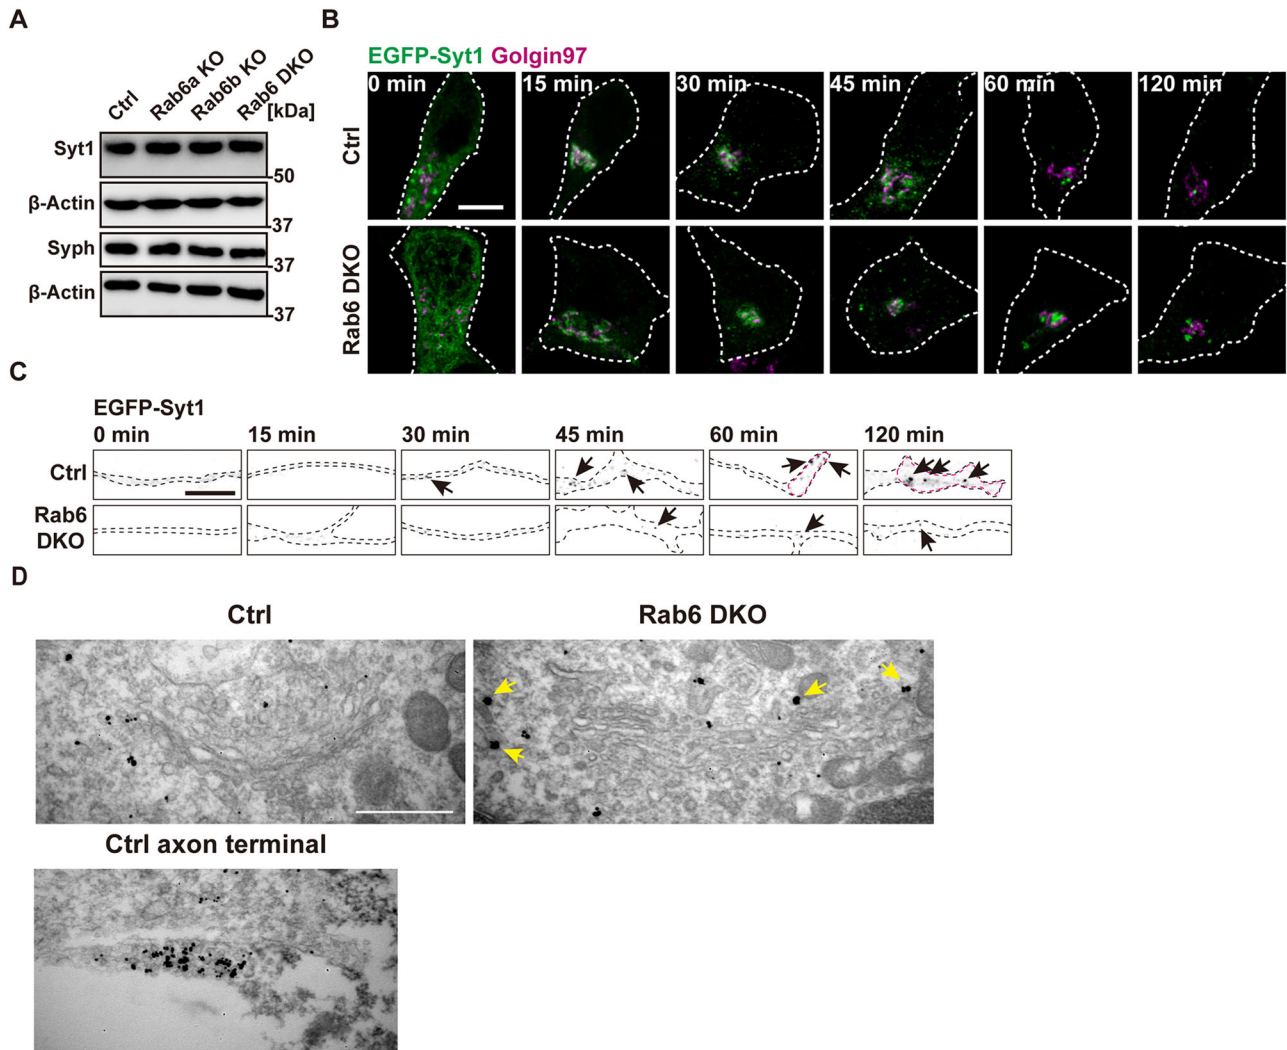 A
Ctrl
Rab6a KO
Rab6b KO
Rab6 DKO
[kDa]
Syt1
50
β-Actin
37
Syph
37
β-Actin
37
B
EGFP-Syt1 Golgin97
0 min
15 min
30 min
45 min
60 min
120 min
Ctrl
Rab6 DKO
C
EGFP-Syt1
0 min
15 min
30 min
45 min
60 min
120 min
Ctrl
Rab6
DKO
D
Ctrl
Rab6 DKO
Ctrl axon terminal